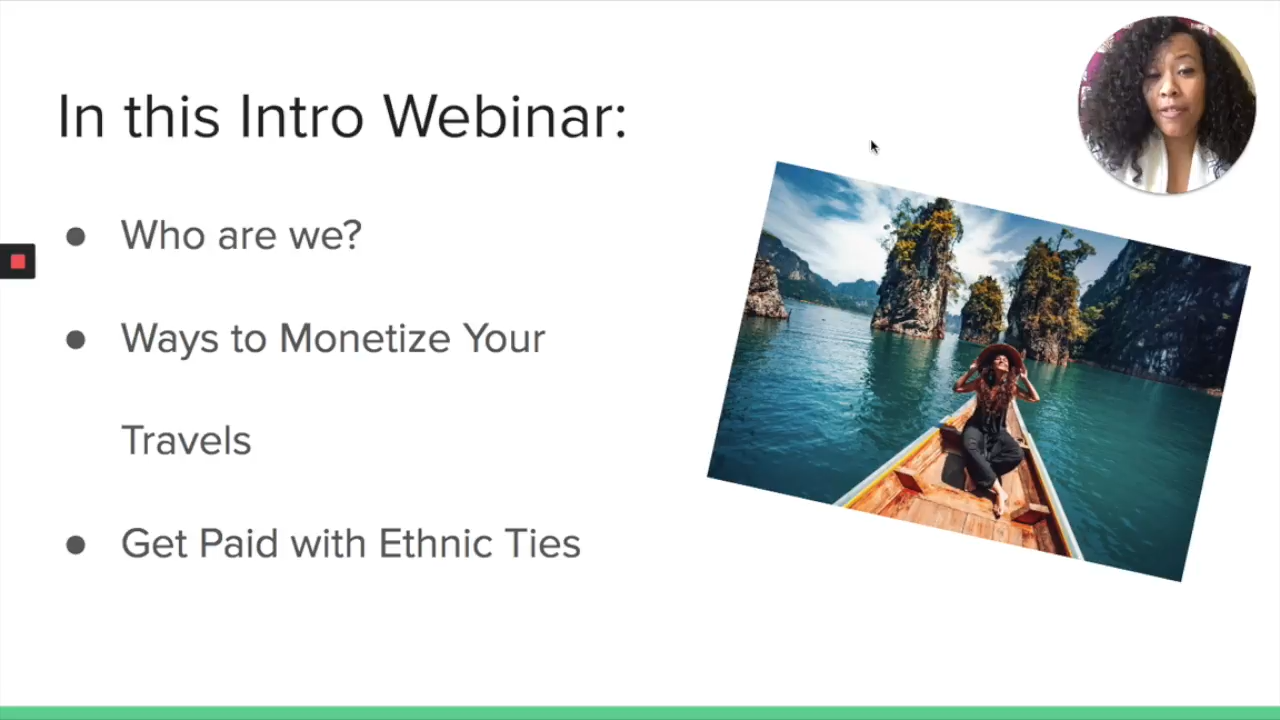 In this Intro Webinar:
Who are we?
Ways to Monetize Your
Travels
Get Paid with Ethnic Ties